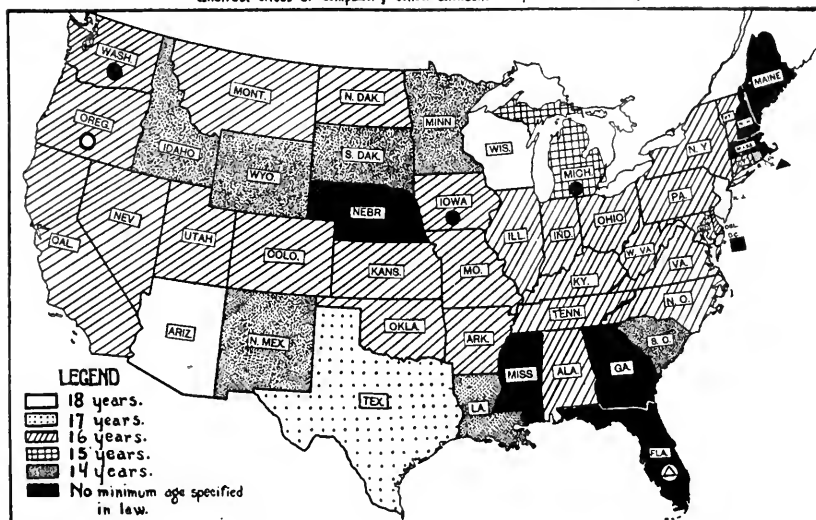 WASH.
MONT.
N. DAK.
MINN
MAINE
OREG.
IDAHO
WYO.
S. DAK.
WIS.
MICH.
N.Y.
NEBR
IOWA
PA.
NEV.
UTAH
COLO.
KANS.
MO.
ILL.
IND.
OHIO
W. VA.
VA.
KY.
CAL.
ARIZ.
N. MEX.
OKLA.
ARK.
TENN.
N. C.
S. C.
TEX.
LA.
MISS
ALA.
GA.
FLA.
N. J.
DEL.
D.C.
LEGEND
18 years.
17 years.
16 years.
15 years.
14 years.
No minimum age specified
in law.